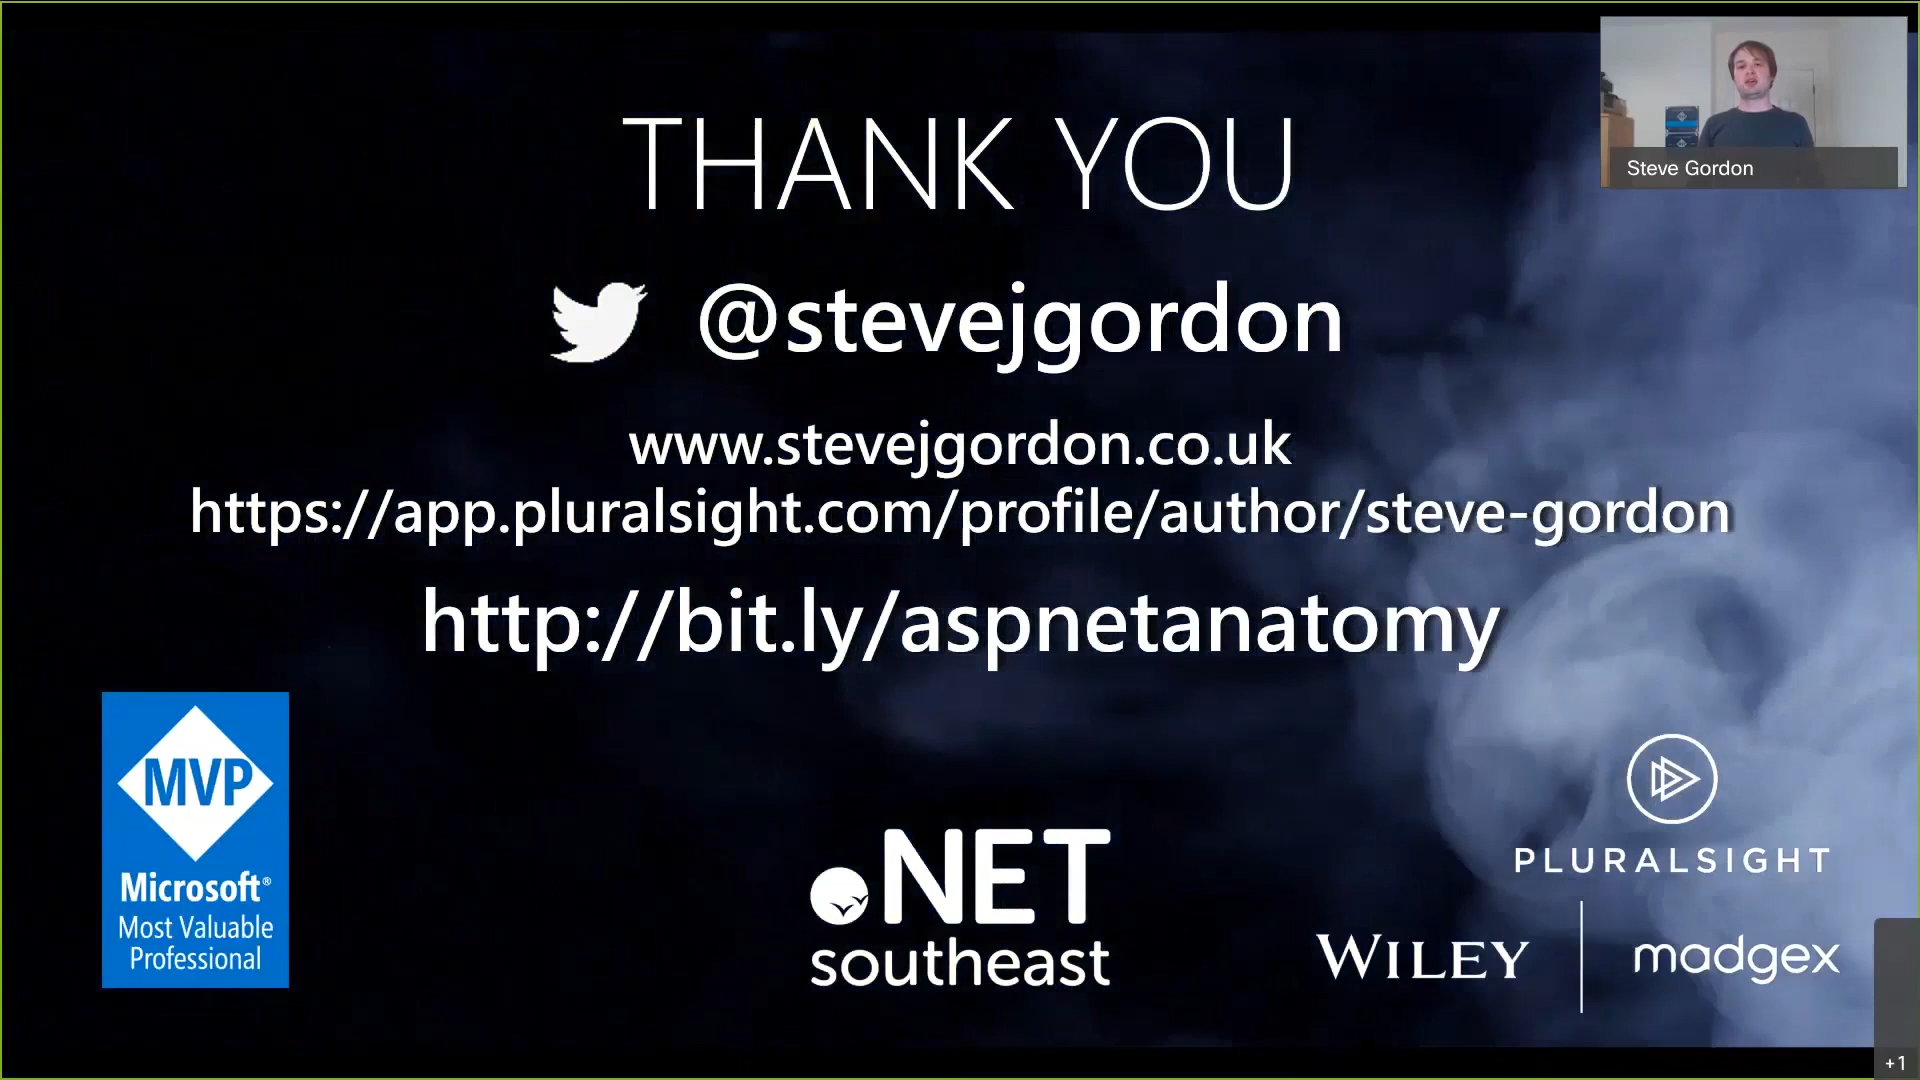 THANK YOU
Steve Gordon
@stevejgordon
www.stevejgordon.co.uk
https://app.pluralsight.com/profile/author/steve-gordon
http://bit.ly/aspnetanatomy
MVP
Microsoft®
Most Valuable
Professional
.NET
southeast
PLURALSIGHT
WILEY
madgex
+1